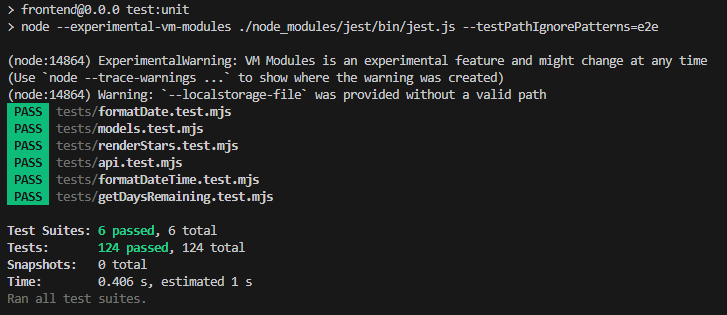 > frontend@0.0.0 test:unit
> node --experimental-vm-modules ./node_modules/jest/bin/jest.js --testPathIgnorePatterns=e2e
(node:14864) ExperimentalWarning: VM Modules is an experimental feature and might change at any time
(Use `node --trace-warnings ...` to show where the warning was created)
(node:14864) Warning: `--localstorage-file` was provided without a valid path
PASS tests/formatDate.test.mjs
PASS tests/models.test.mjs
PASS tests/renderStars.test.mjs
PASS tests/api.test.mjs
PASS tests/formatDateTime.test.mjs
PASS tests/getDaysRemaining.test.mjs
Test Suites: 6 passed, 6 total
Tests: 124 passed, 124 total
Snapshots: 0 total
Time: 0.406 s, estimated 1 s
Ran all test suites.